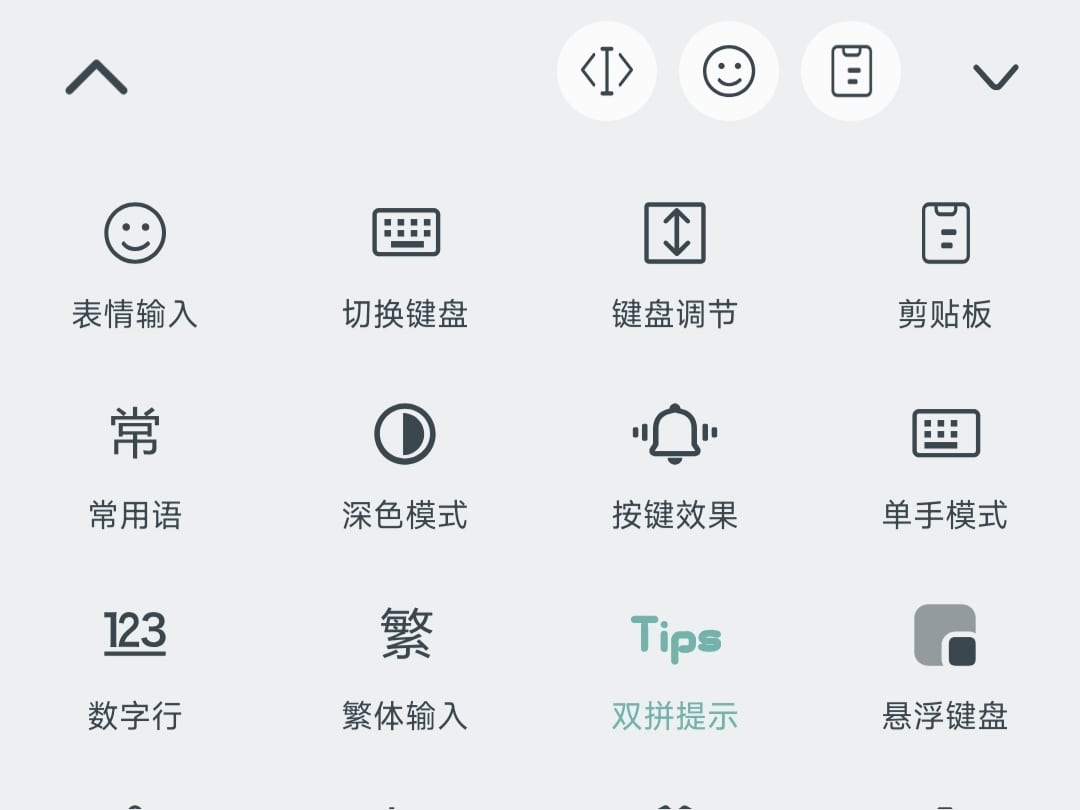 表情输入 切换键盘 键盘调节 剪贴板
常
常用语 深色模式 按键效果 单手模式
123 繁 Tips
数字行 繁体输入 双拼提示 悬浮键盘